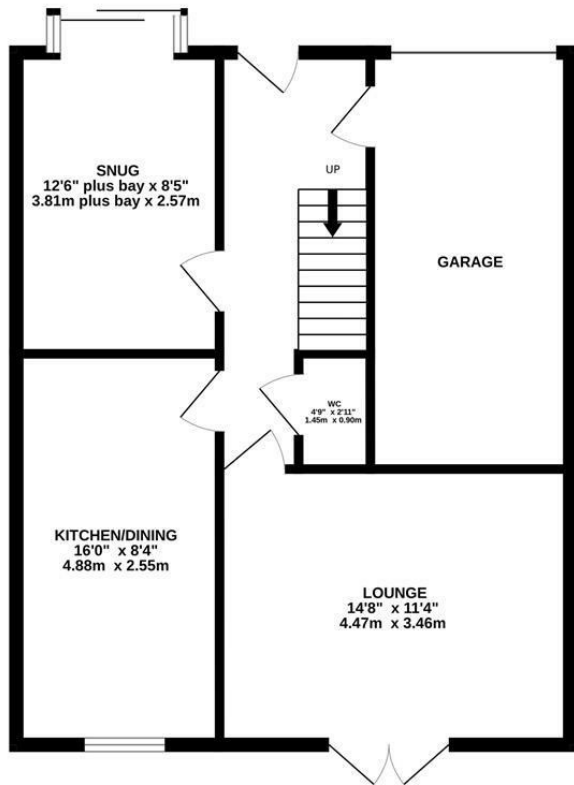 SNUG
12'6" plus bay x 8'5"
3.81m plus bay x 2.57m
UP
GARAGE
WC
4'9" x 2'11"
1.45m x 0.90m
KITCHEN/DINING
16'0" x 8'4"
4.88m x 2.55m
LOUNGE
14'8" x 11'4"
4.47m x 3.46m